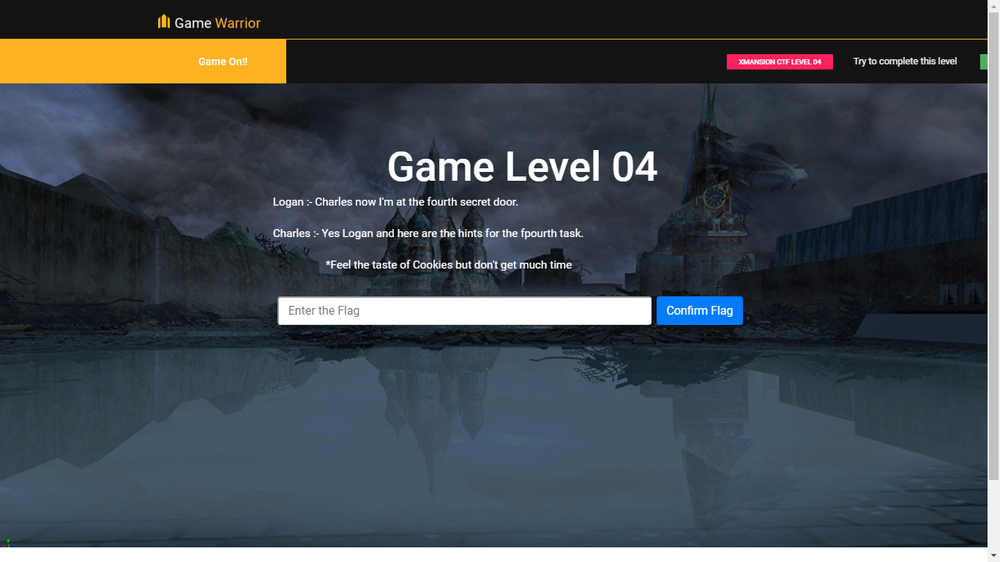 Game Warrior
Game On!!
XMANSION CTF LEVEL 04
Try to complete this level
Game Level 04
Logan :- Charles now I'm at the fourth secret door.
Charles :- Yes Logan and here are the hints for the fpourth task.
*Feel the taste of Cookies but don't get much time
Enter the Flag
Confirm Flag